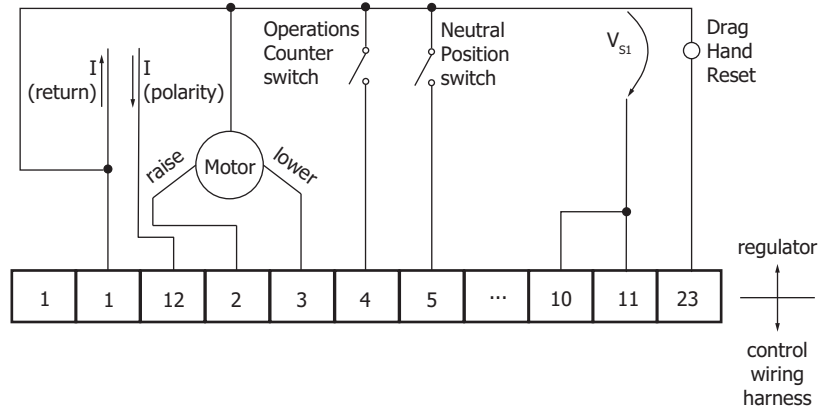 Operations
Counter
switch
Neutral
Position
switch
V_S1
Drag
Hand
Reset
I
(return)
I
(polarity)
raise
Motor
lower
1
1
12
2
3
4
5
...
10
11
23
regulator
control
wiring
harness